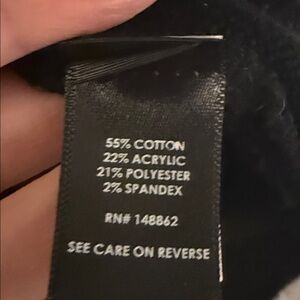 55% COTTON
22% ACRYLIC
21% POLYESTER
2% SPANDEX
RN# 148862
SEE CARE ON REVERSE